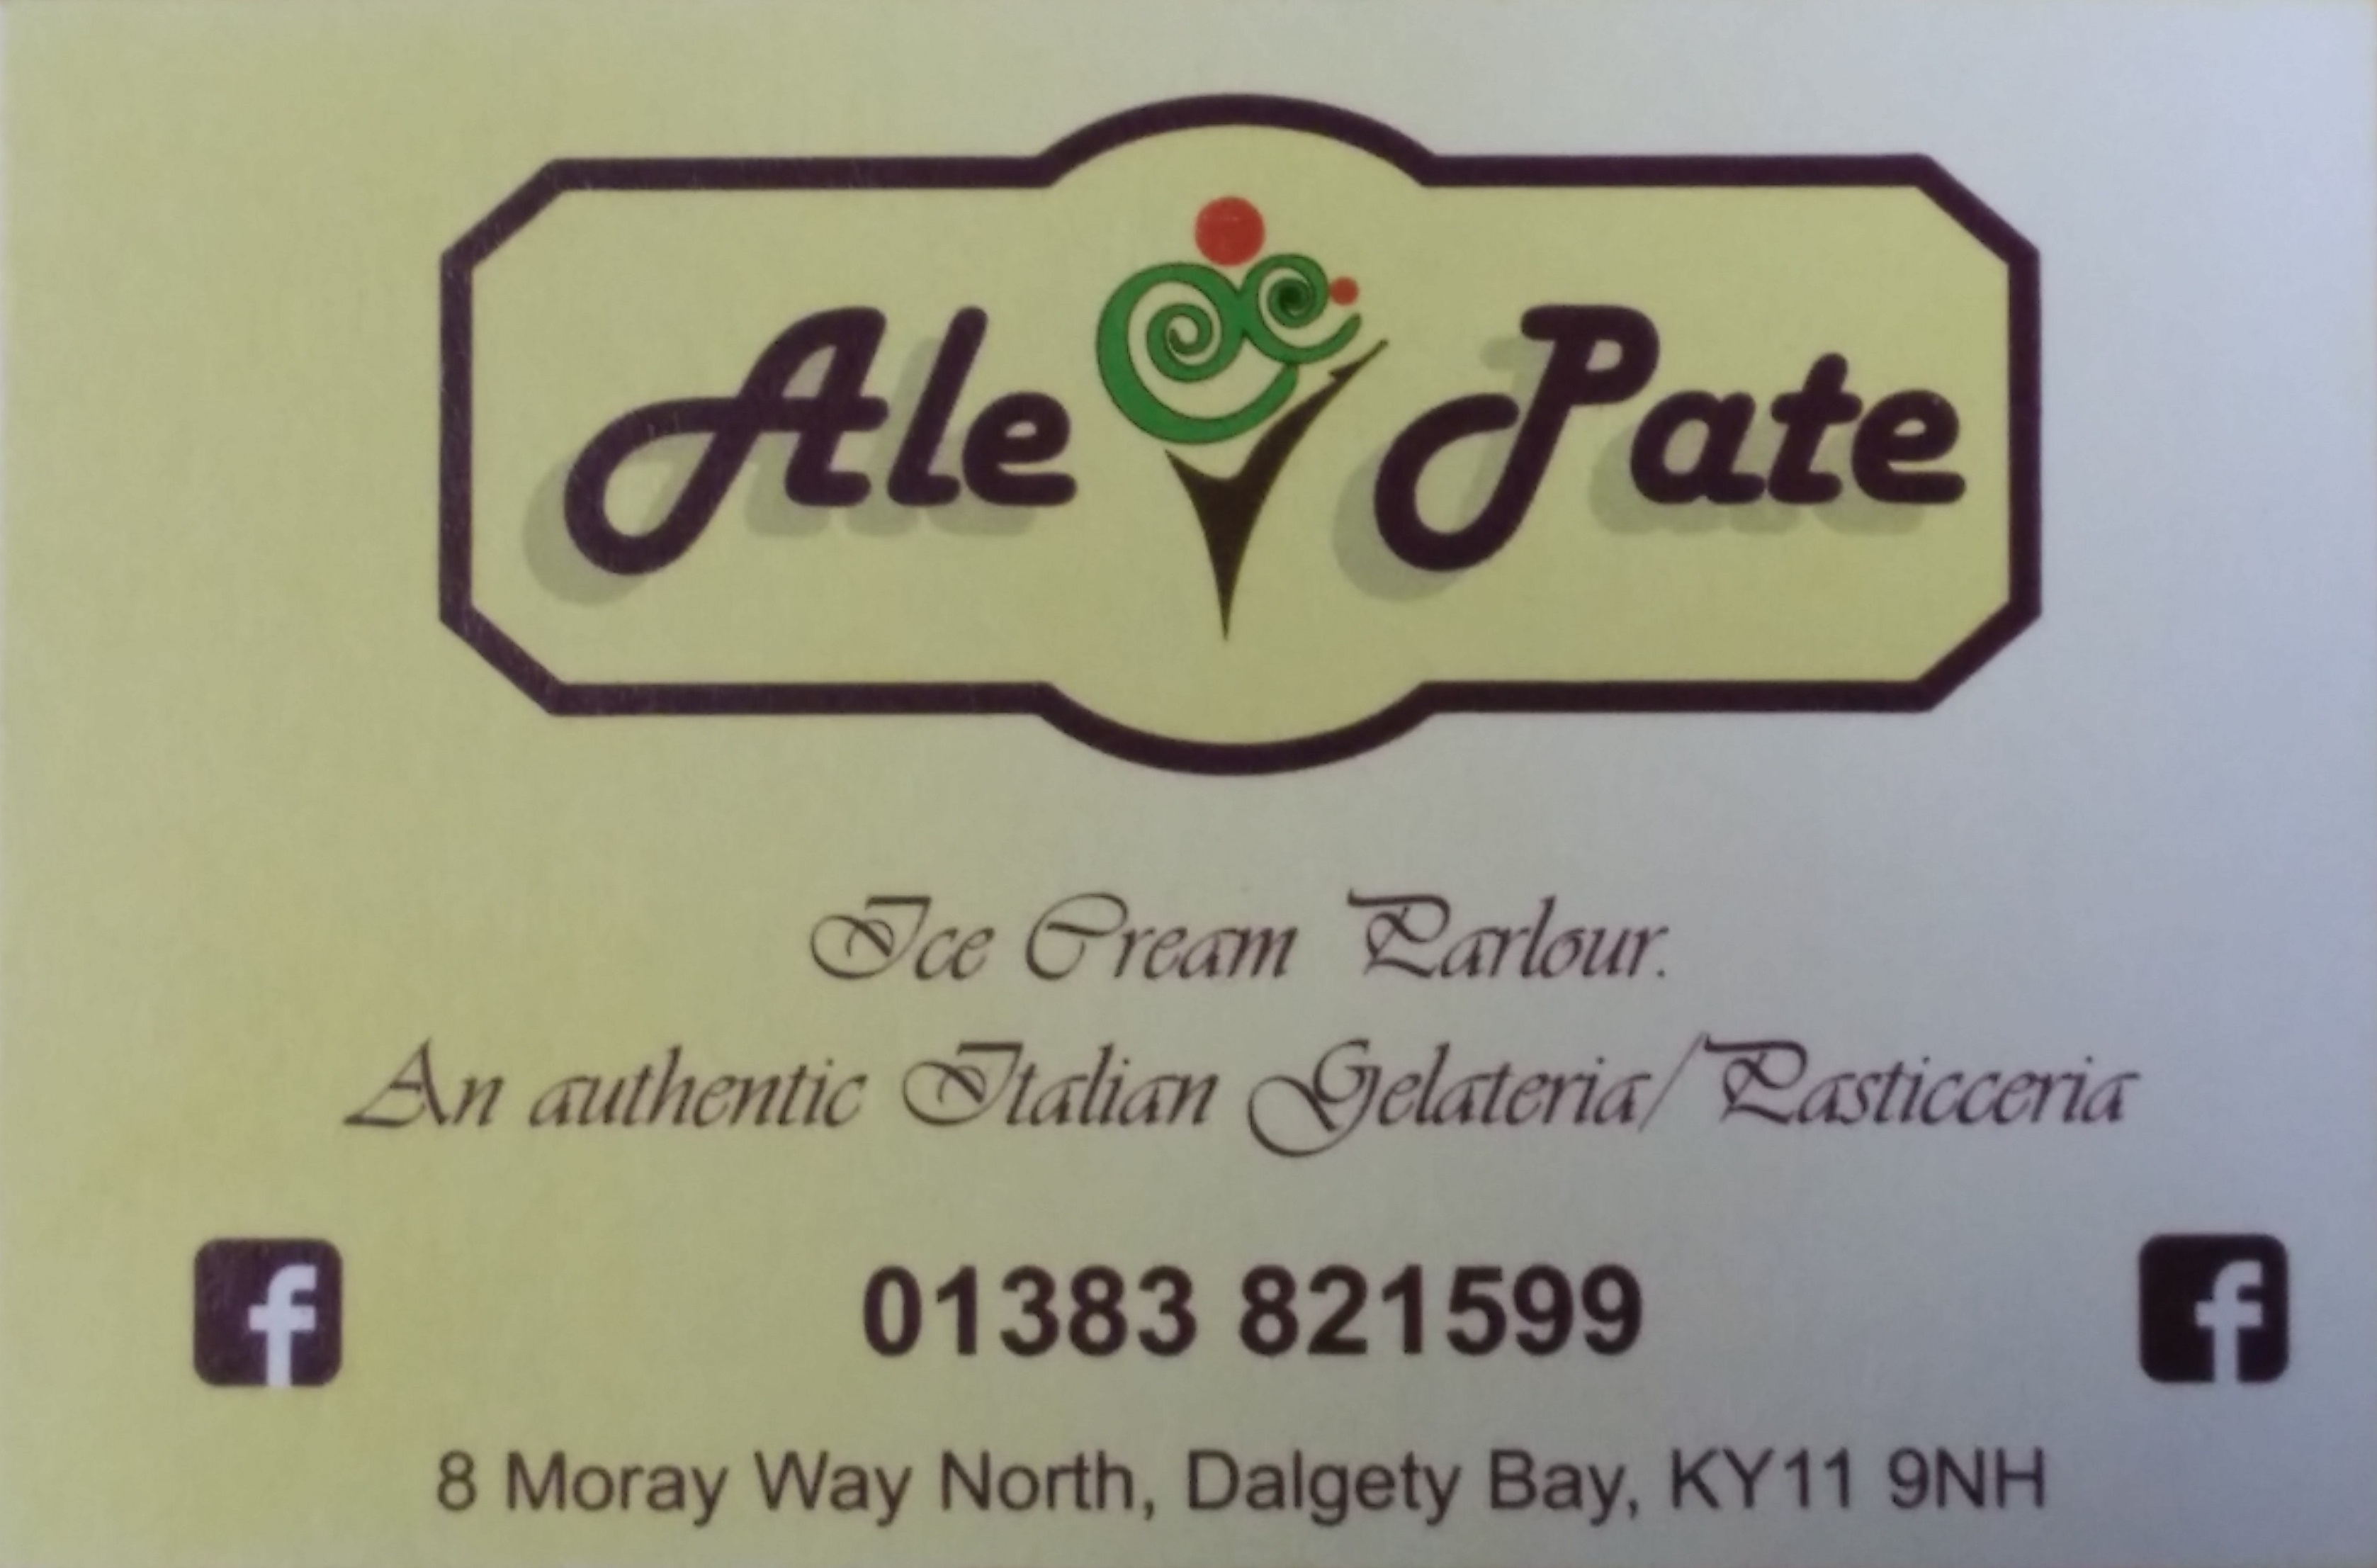 Ale Pate
Ice Cream Parlour.
An authentic Italian Gelateria/Pasticceria
f 01383 821599 f
8 Moray Way North, Dalgety Bay, KY11 9NH